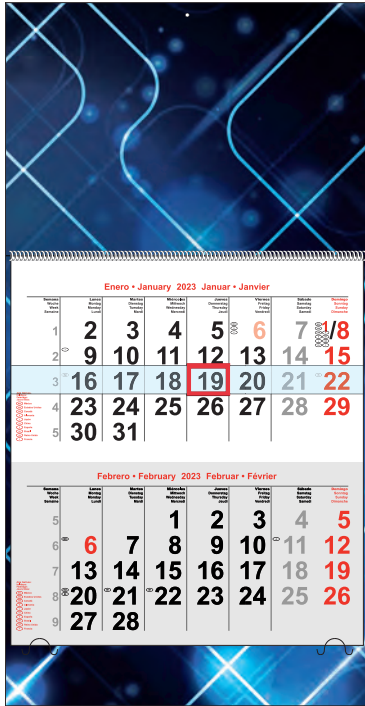 Enero • January 2023 Januar • Janvier
Semana Lunes Martes Miércoles Jueves Viernes Sábado Domingo
Woche Montag Dienstag Mittwoch Donnerstag Freitag Samstag Sonntag
Week Monday Tuesday Wednesday Thursday Friday Saturday Sunday
Semaine Lundi Mardi Mercredi Jeudi Vendredi Samedi Dimanche
1 2 3 4 5 6 7 1/8
2 9 10 11 12 13 14 15
3 16 17 18 19 20 21 22
4 23 24 25 26 27 28 29
5 30 31
Febrero • February 2023 Februar • Février
Semana Lunes Martes Miércoles Jueves Viernes Sábado Domingo
Woche Montag Dienstag Mittwoch Donnerstag Freitag Samstag Sonntag
Week Monday Tuesday Wednesday Thursday Friday Saturday Sunday
Semaine Lundi Mardi Mercredi Jeudi Vendredi Samedi Dimanche
5 1 2 3 4 5
6 6 7 8 9 10 11 12
7 13 14 15 16 17 18 19
8 20 21 22 23 24 25 26
9 27 28